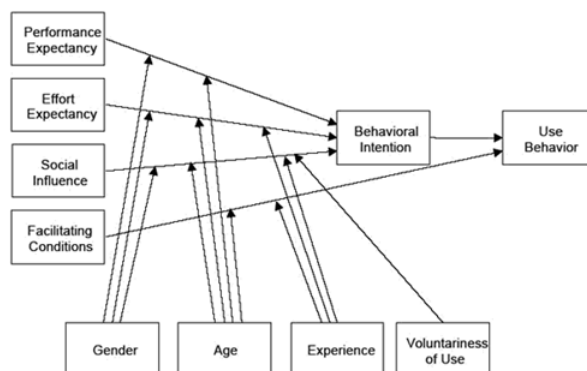 Performance
Expectancy
Effort
Expectancy
Social
Influence
Facilitating
Conditions
Behavioral
Intention
Use
Behavior
Gender
Age
Experience
Voluntariness
of Use